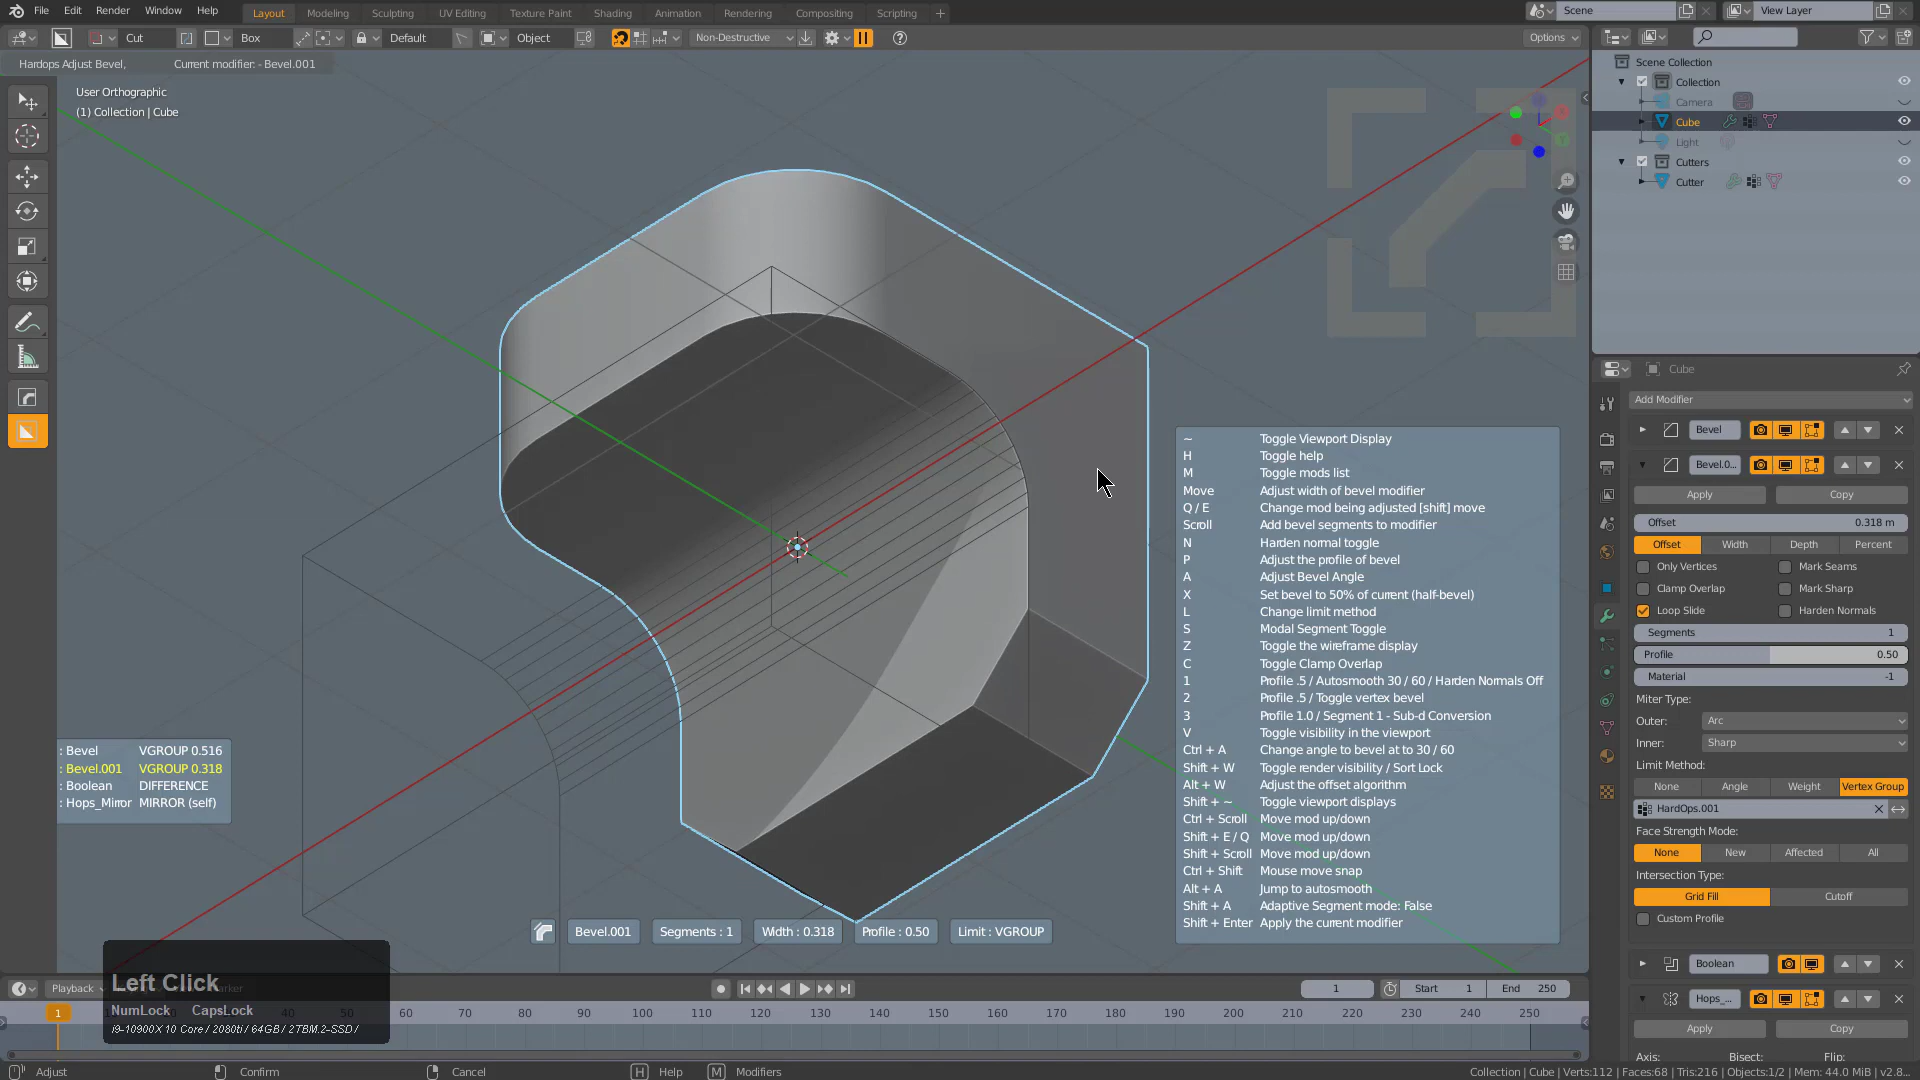 File Edit Render Window Help Layout Modeling Sculpting UV Editing Texture Paint Shading Animation Rendering Compositing Scripting + Scene View Layer
Cut Box Default Object Non-Destructive Options
Hardops Adjust Bevel, Current modifier: - Bevel.001
User Orthographic
(1) Collection | Cube
Scene Collection
Collection
Camera
Cube
Light
Cutters
Cutter
Cube
Add Modifier
Bevel
Bevel.0...
Apply Copy
Offset 0.318 m
Offset Width Depth Percent
Only Vertices Mark Seams
Clamp Overlap Mark Sharp
Loop Slide Harden Normals
Segments 1
Profile 0.50
Material -1
Miter Type:
Outer: Arc
Inner: Sharp
Limit Method:
None Angle Weight Vertex Group
HardOps.001
Face Strength Mode:
None New Affected All
Intersection Type:
Grid Fill Cutoff
Custom Profile
Boolean
Hops_...
Apply Copy
Axis: Bisect: Flip:
~ Toggle Viewport Display
H Toggle help
M Toggle mods list
Move Adjust width of bevel modifier
Q / E Change mod being adjusted [shift] move
Scroll Add bevel segments to modifier
N Harden normal toggle
P Adjust the profile of bevel
A Adjust Bevel Angle
X Set bevel to 50% of current (half-bevel)
L Change limit method
S Modal Segment Toggle
Z Toggle the wireframe display
C Toggle Clamp Overlap
1 Profile .5 / Autosmooth 30 / 60 / Harden Normals Off
2 Profile .5 / Toggle vertex bevel
3 Profile 1.0 / Segment 1 - Sub-d Conversion
V Toggle visibility in the viewport
Ctrl + A Change angle to bevel at to 30 / 60
Shift + W Toggle render visibility / Sort Lock
Alt + W Adjust the offset algorithm
Shift + ~ Toggle viewport displays
Ctrl + Scroll Move mod up/down
Shift + E / Q Move mod up/down
Shift + Scroll Move mod up/down
Ctrl + Shift Mouse move snap
Alt + A Jump to autosmooth
Shift + A Adaptive Segment mode: False
Shift + Enter Apply the current modifier
: Bevel VGROUP 0.516
: Bevel.001 VGROUP 0.318
: Boolean DIFFERENCE
: Hops_Mirror MIRROR (self)
Bevel.001 Segments : 1 Width : 0.318 Profile : 0.50 Limit : VGROUP
Left Click
NumLock CapsLock
i9-10900X 10 Core / 2080ti / 64GB / 2TBM.2-SSD /
Playback 1 Start 1 End 250
1 60 70 80 90 100 110 120 130 140 150 160 170 180 190 200 210 220 230 240 250
Adjust Confirm Cancel H Help M Modifiers Collection | Cube | Verts:112 | Faces:68 | Tris:216 | Objects:1/2 | Mem: 44.0 MiB | v2.8...